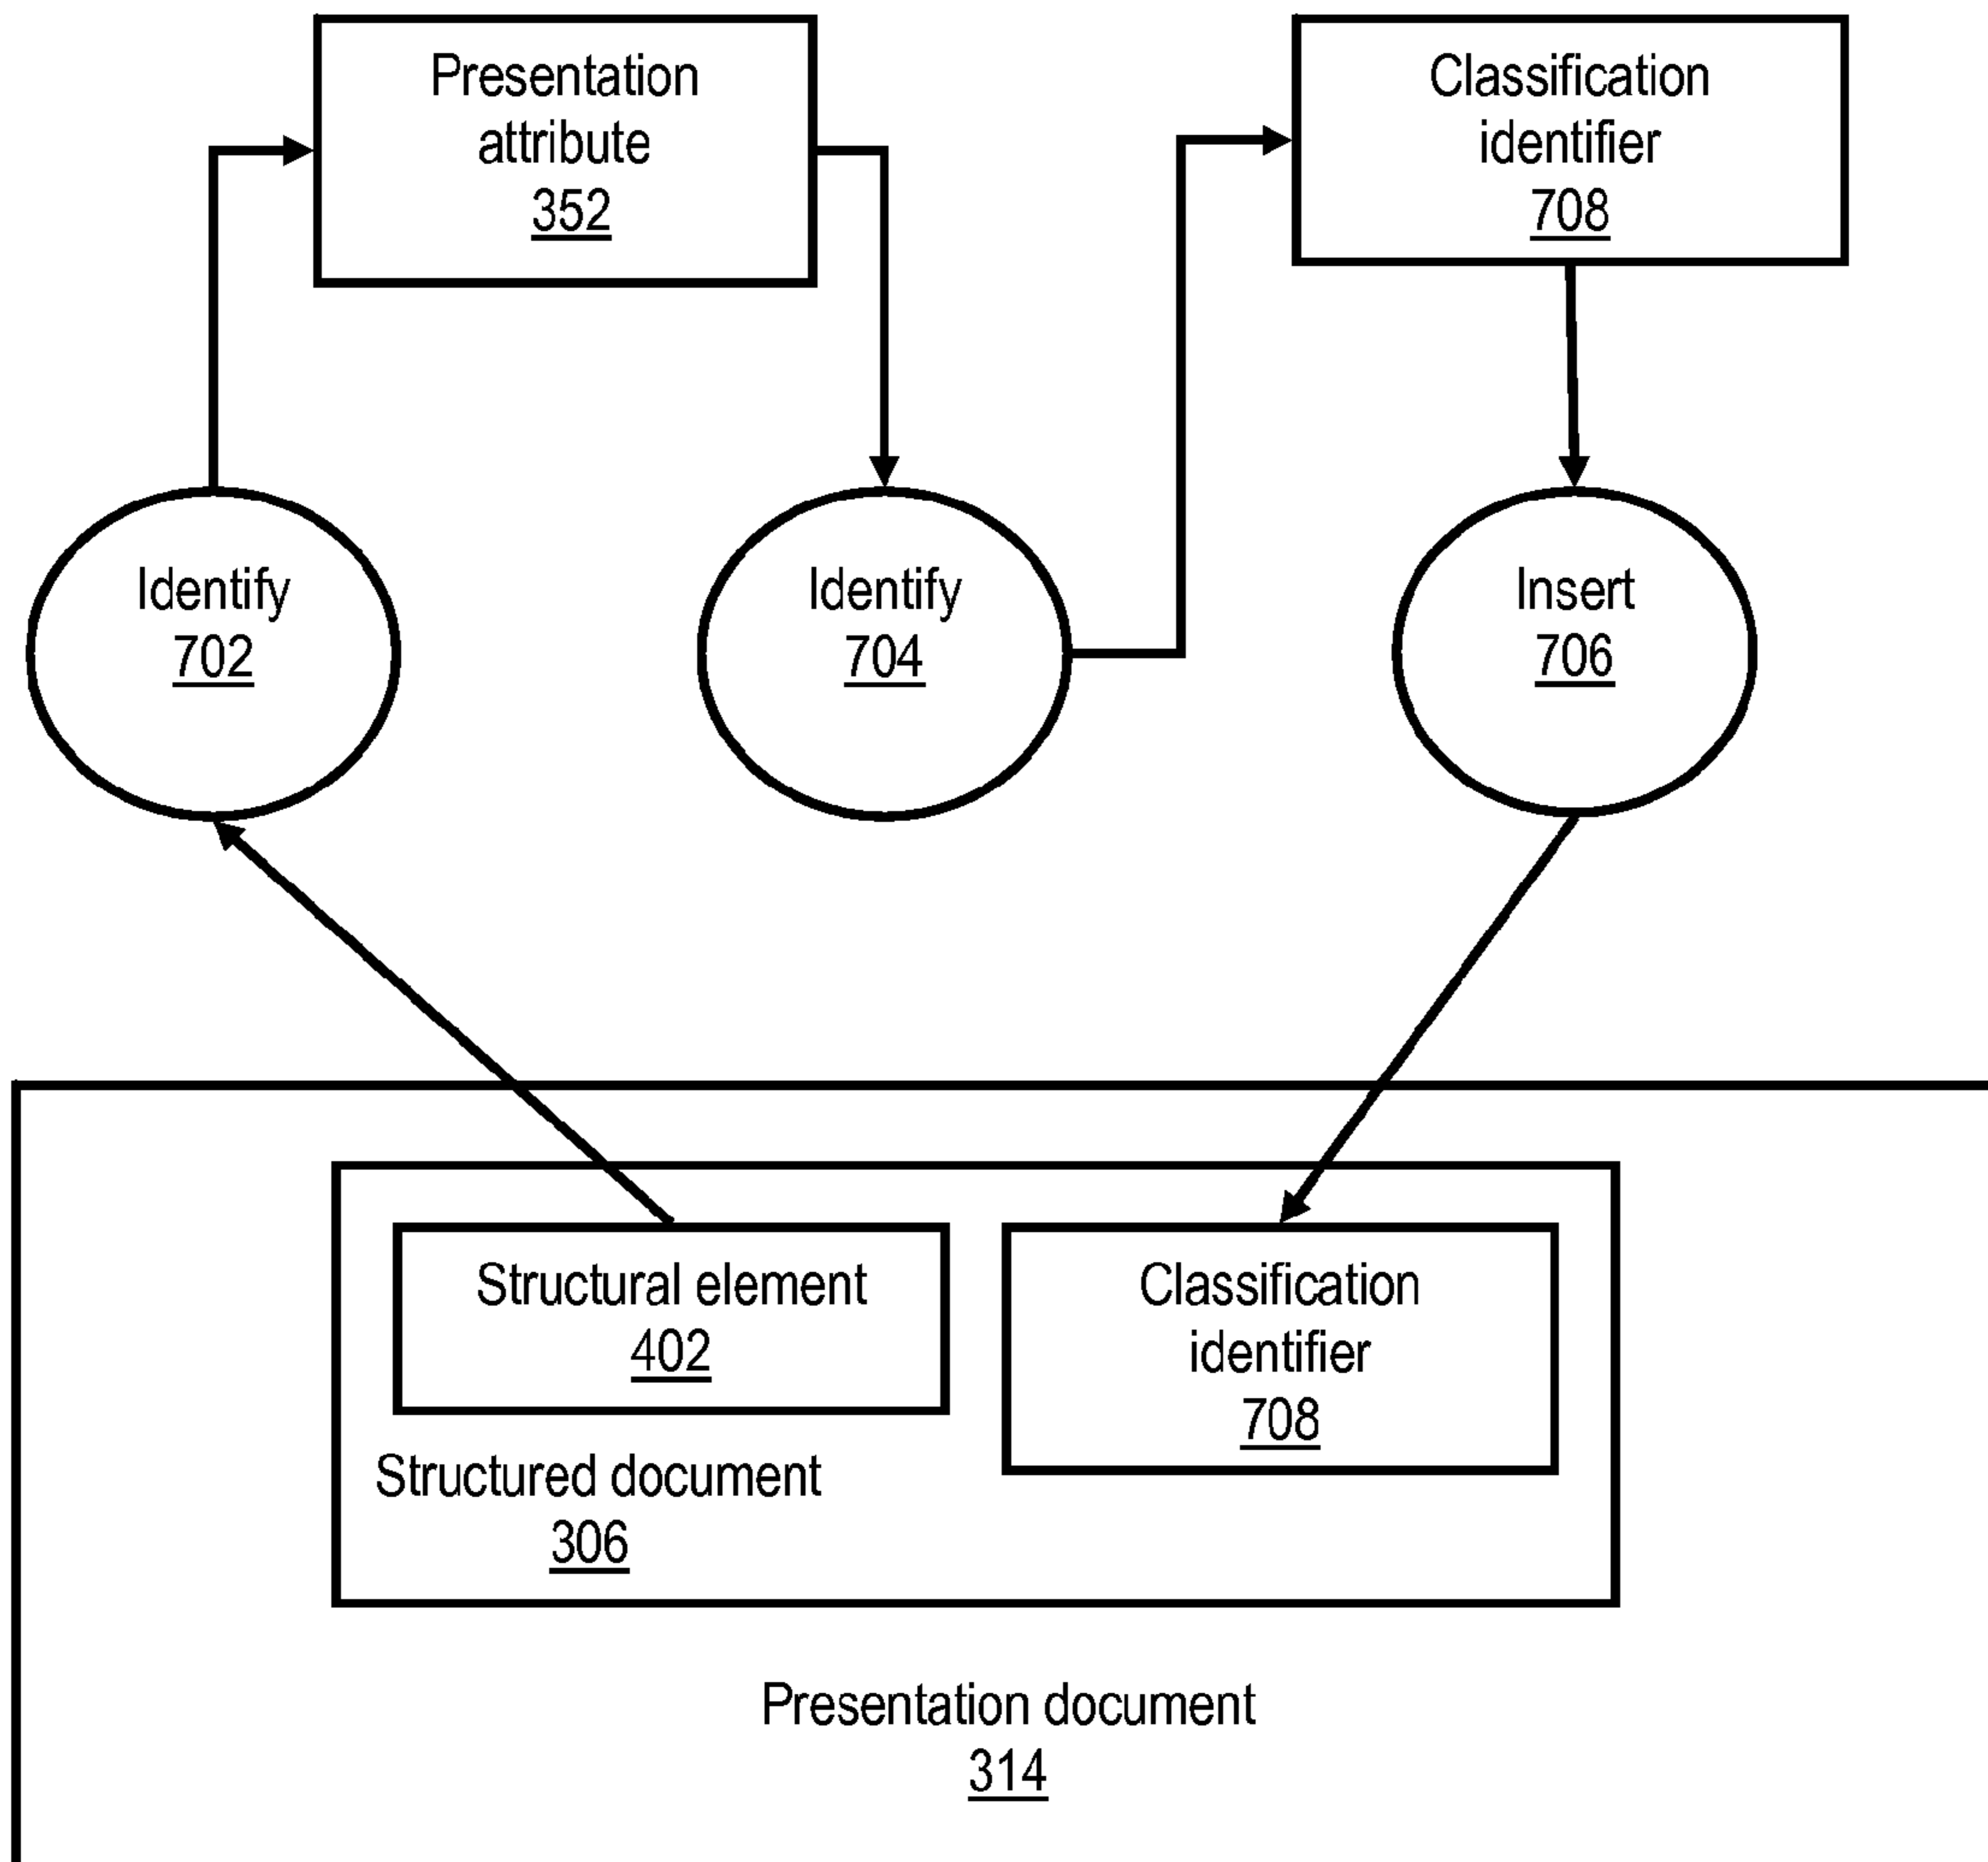 Presentation
attribute
352
Classification
identifier
708
Identify
702
Identify
704
Insert
706
Structural element
402
Classification
identifier
708
Structured document
306
Presentation document
314